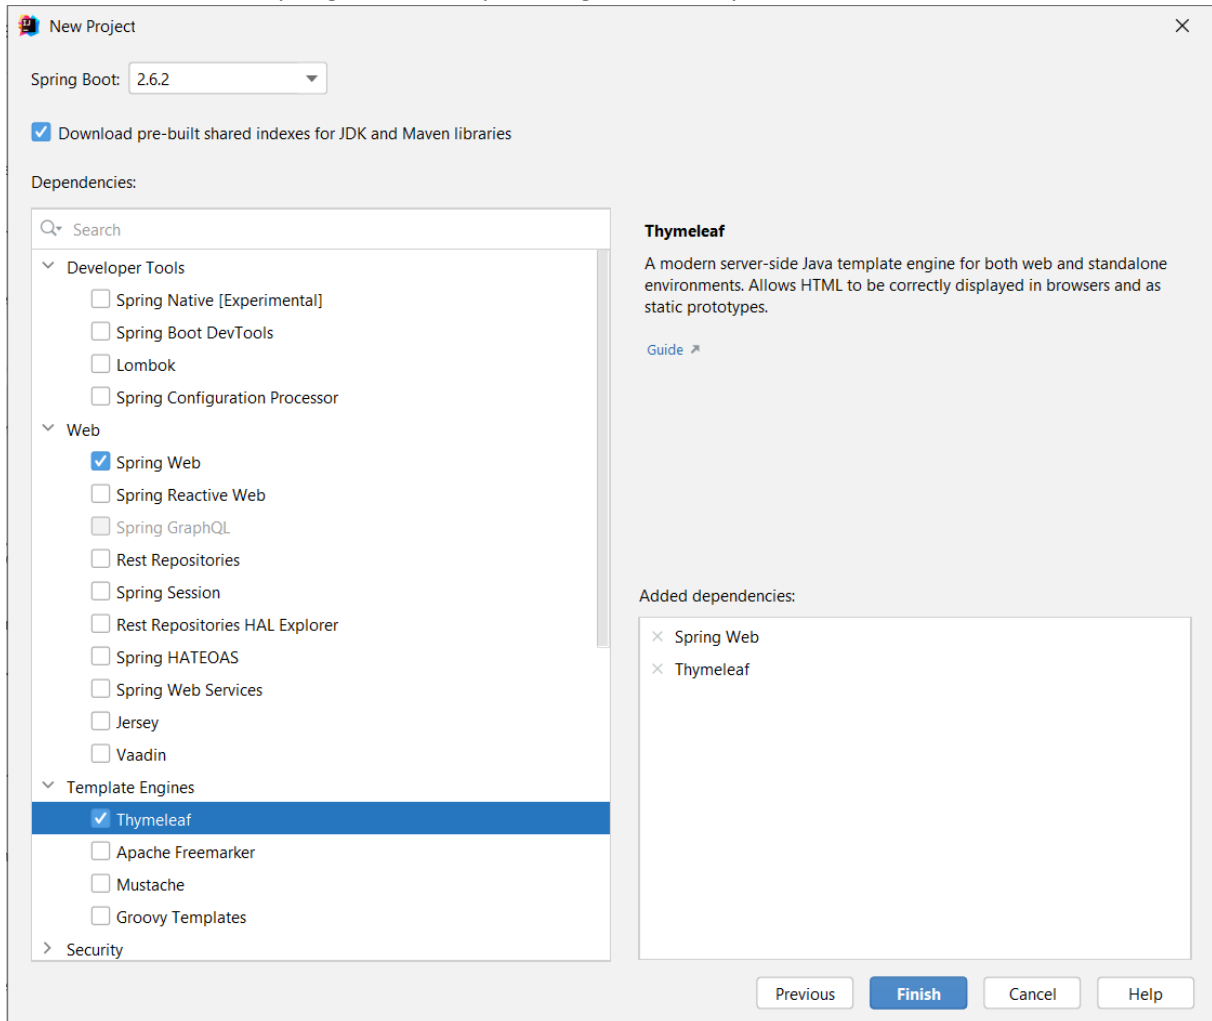 New Project
Spring Boot: 2.6.2
Download pre-built shared indexes for JDK and Maven libraries
Dependencies:
Search
Developer Tools
Spring Native [Experimental]
Spring Boot DevTools
Lombok
Spring Configuration Processor
Web
Spring Web
Spring Reactive Web
Spring GraphQL
Rest Repositories
Spring Session
Rest Repositories HAL Explorer
Spring HATEOAS
Spring Web Services
Jersey
Vaadin
Template Engines
Thymeleaf
Apache Freemarker
Mustache
Groovy Templates
Security
Thymeleaf
A modern server-side Java template engine for both web and standalone
environments. Allows HTML to be correctly displayed in browsers and as
static prototypes.
Guide
Added dependencies:
Spring Web
Thymeleaf
Previous
Finish
Cancel
Help